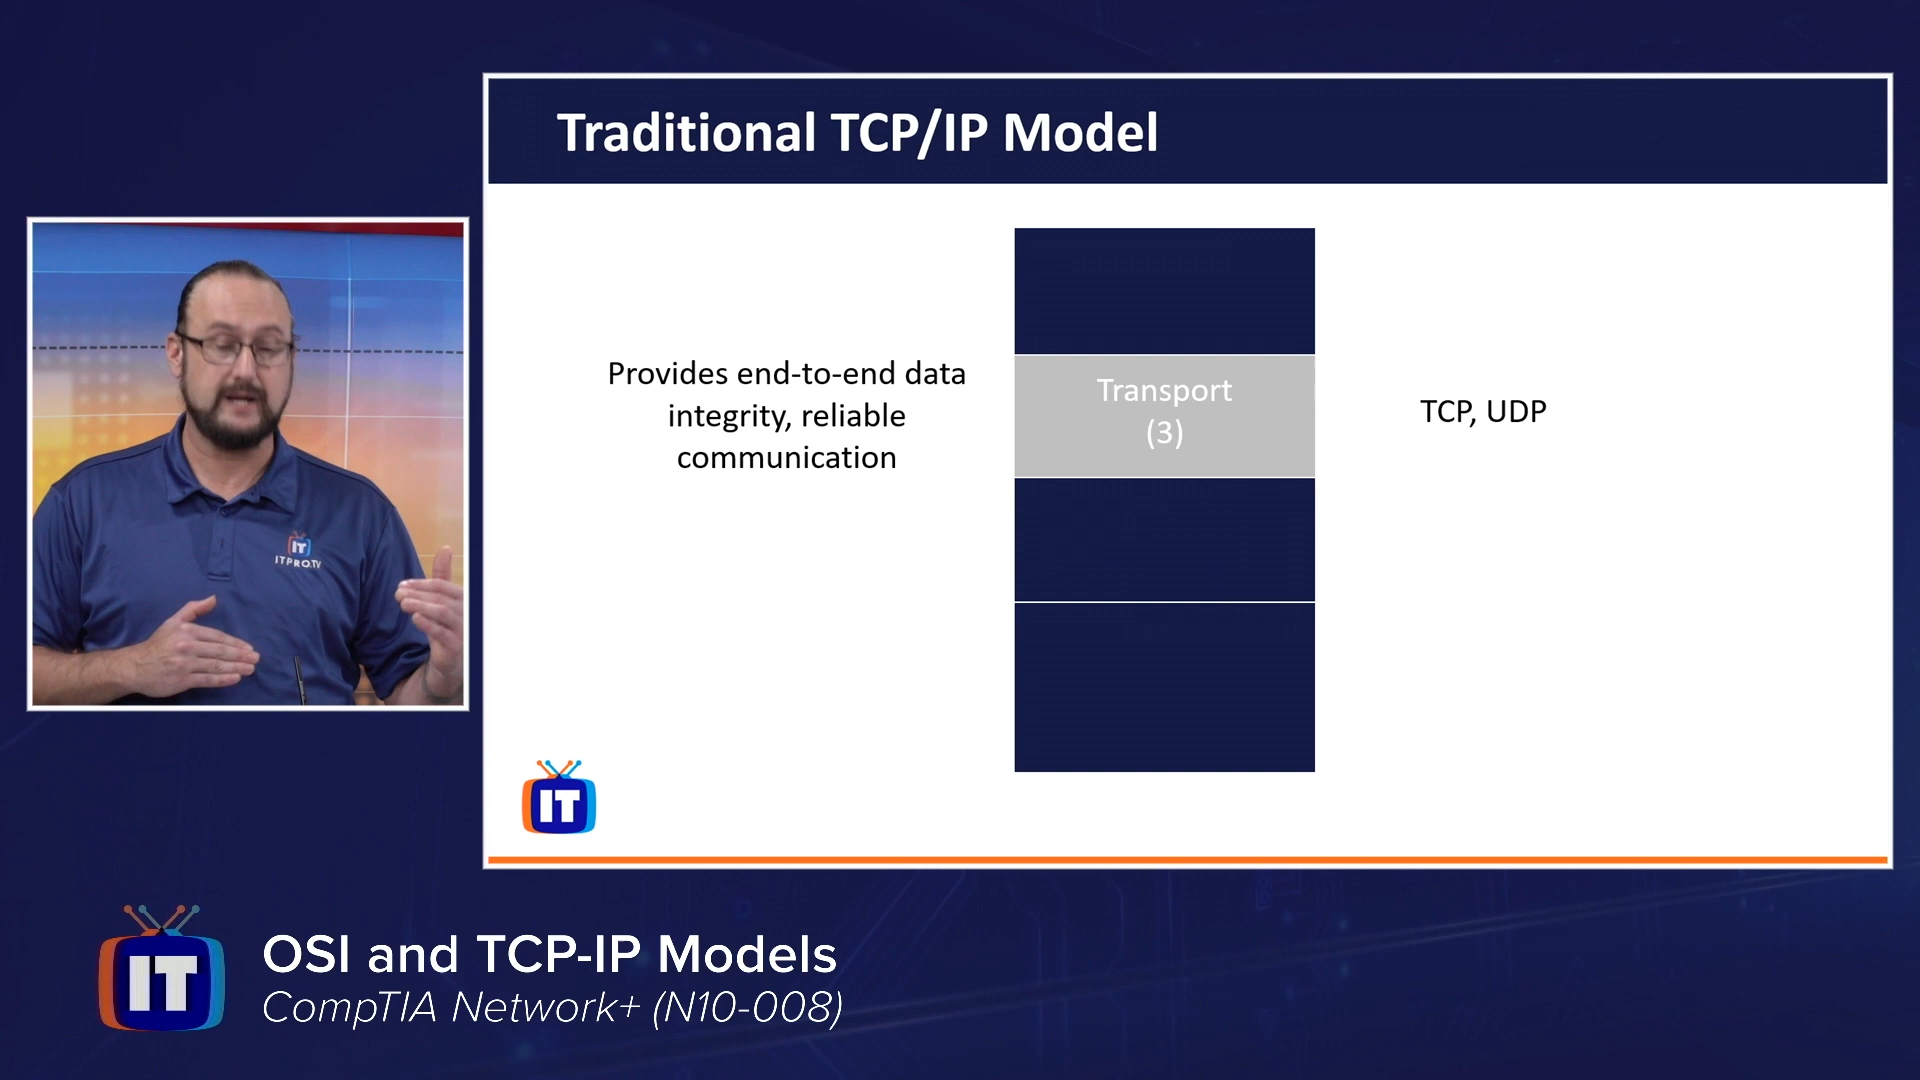 Traditional TCP/IP Model
Provides end-to-end data
integrity, reliable
communication
Transport
(3)
TCP, UDP
IT
ITPRO.TV
IT
IT
OSI and TCP-IP Models
CompTIA Network+ (N10-008)